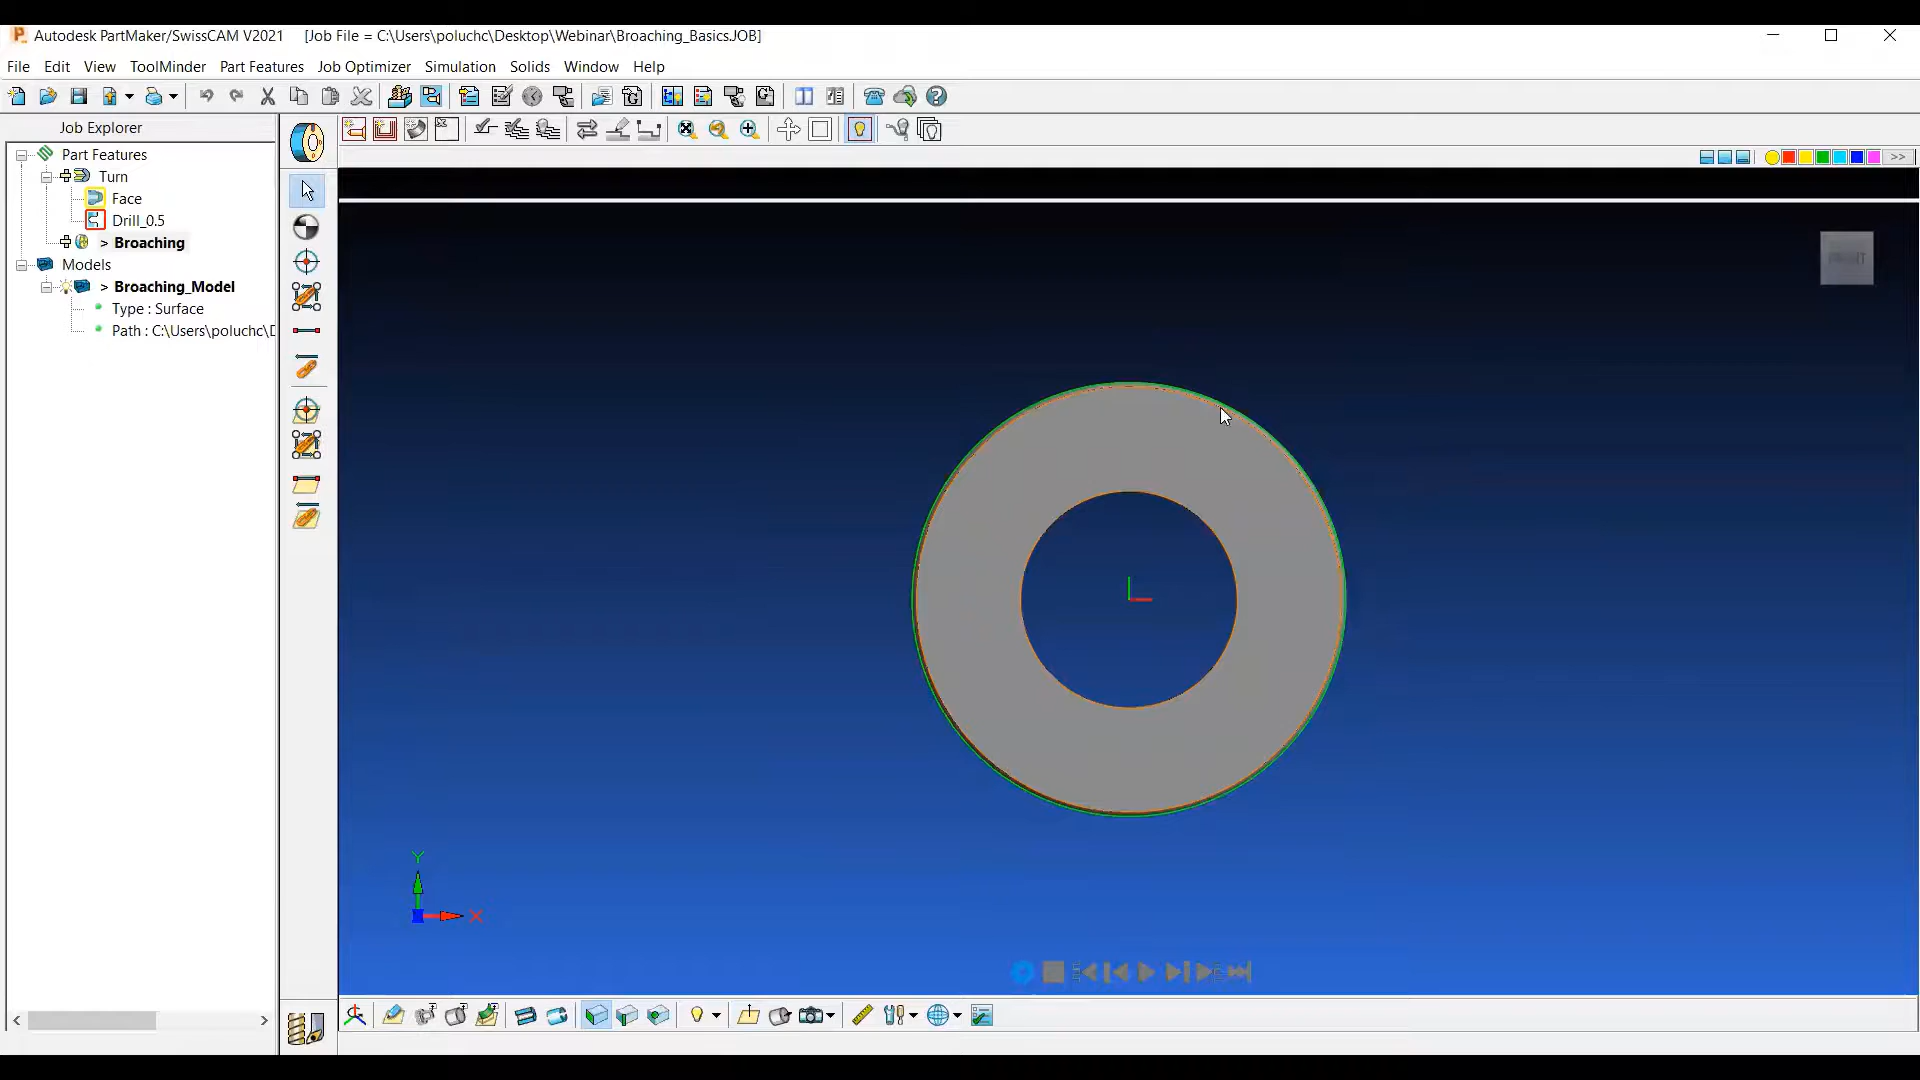 Autodesk PartMaker/SwissCAM V2021 [Job File = C:\Users\poluchc\Desktop\Webinar\Broaching_Basics.JOB]
File Edit View ToolMinder Part Features Job Optimizer Simulation Solids Window Help
Job Explorer
>>
Part Features
Turn
Face
Drill_0.5
> Broaching
Models
> Broaching_Model
Type : Surface
Path : C:\Users\poluchc\D
FRONT
Y
X